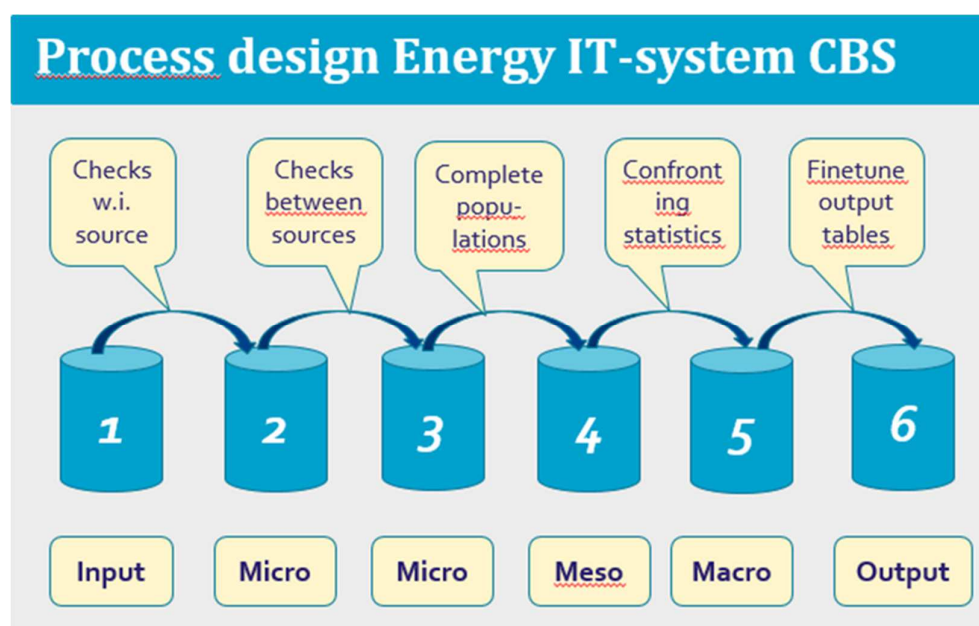 Process design Energy IT-system CBS
Checks
w.i.
source
Checks
between
sources
Complete
popu-
lations
Confront
ing
statistics
Finetune
output
tables
1
2
3
4
5
6
Input
Micro
Micro
Meso
Macro
Output